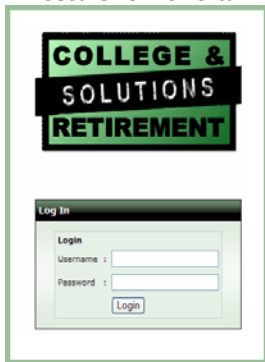 COLLEGE &
SOLUTIONS
RETIREMENT
Log In
Login
Username :
Password :
Login